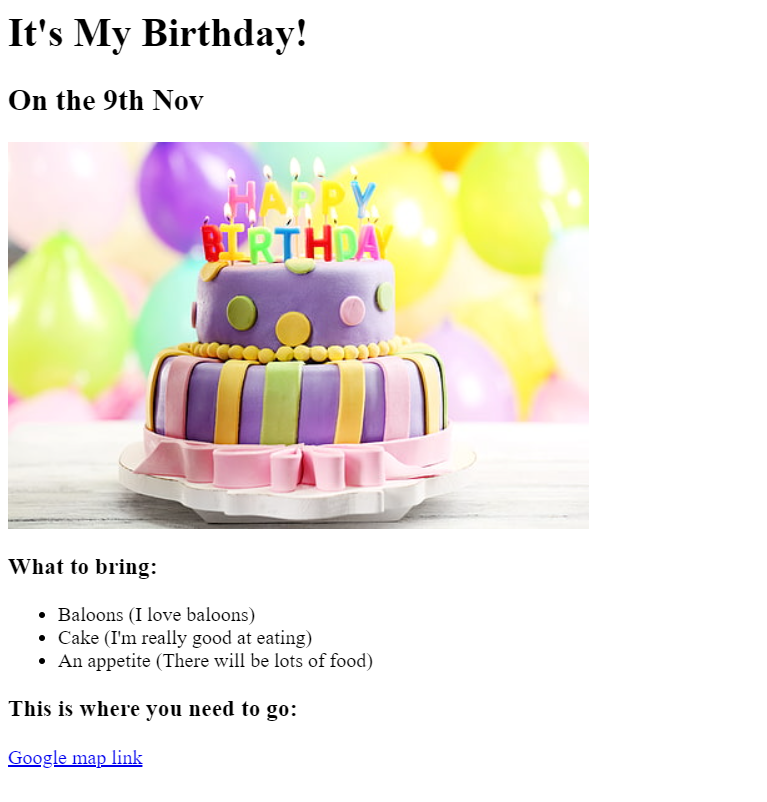 It's My Birthday!
On the 9th Nov
HAPPY
BIRTHDAY
What to bring:
Baloons (I love baloons)
Cake (I'm really good at eating)
An appetite (There will be lots of food)
This is where you need to go:
Google map link